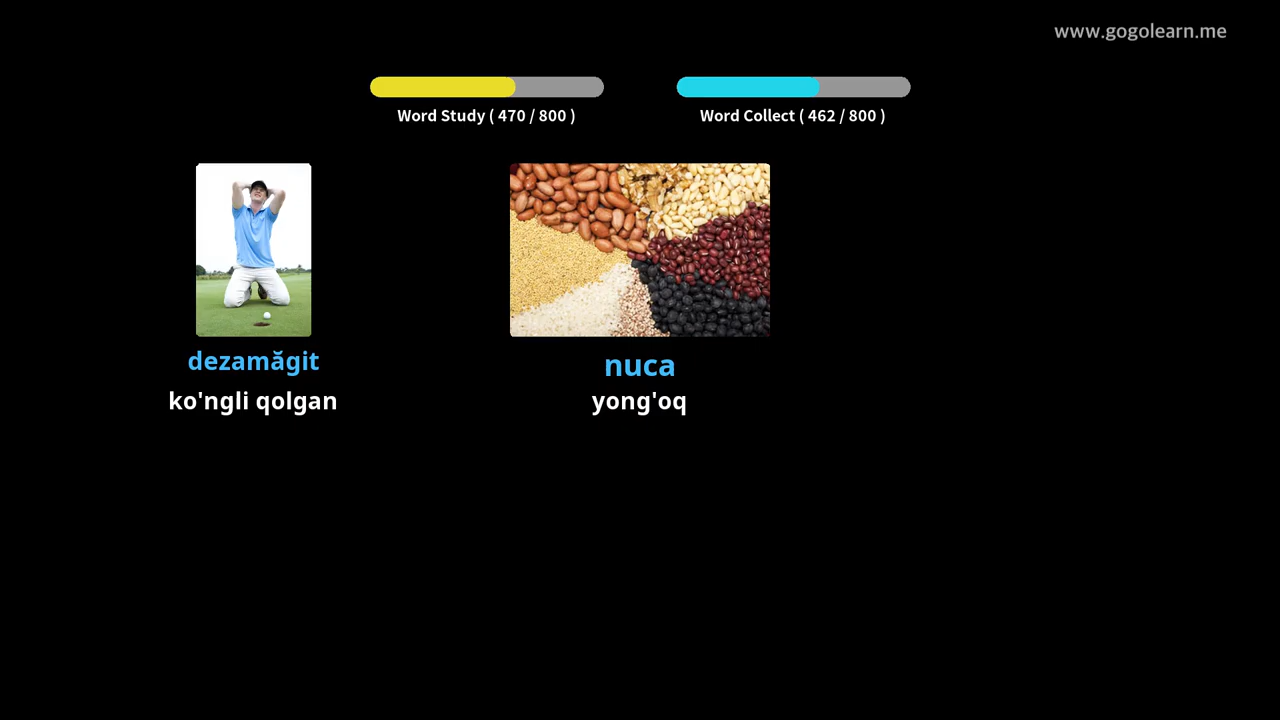 www.gogolearn.me
Word Study ( 470 / 800 )
Word Collect ( 462 / 800 )
dezamăgit
ko'ngli qolgan
nuca
yong'oq